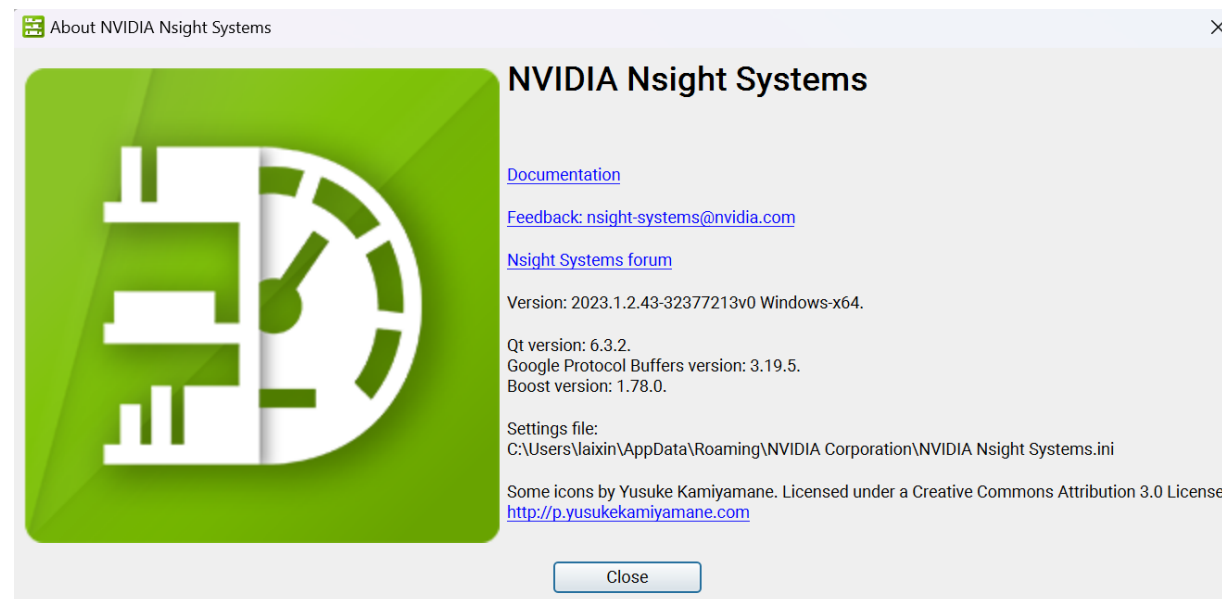 About NVIDIA Nsight Systems
NVIDIA Nsight Systems
Documentation
Feedback: nsight-systems@nvidia.com
Nsight Systems forum
Version: 2023.1.2.43-32377213v0 Windows-x64.
Qt version: 6.3.2.
Google Protocol Buffers version: 3.19.5.
Boost version: 1.78.0.
Settings file:
C:\Users\laixin\AppData\Roaming\NVIDIA Corporation\NVIDIA Nsight Systems.ini
Some icons by Yusuke Kamiyamane. Licensed under a Creative Commons Attribution 3.0 License
http://p.yusukekamiyamane.com
Close